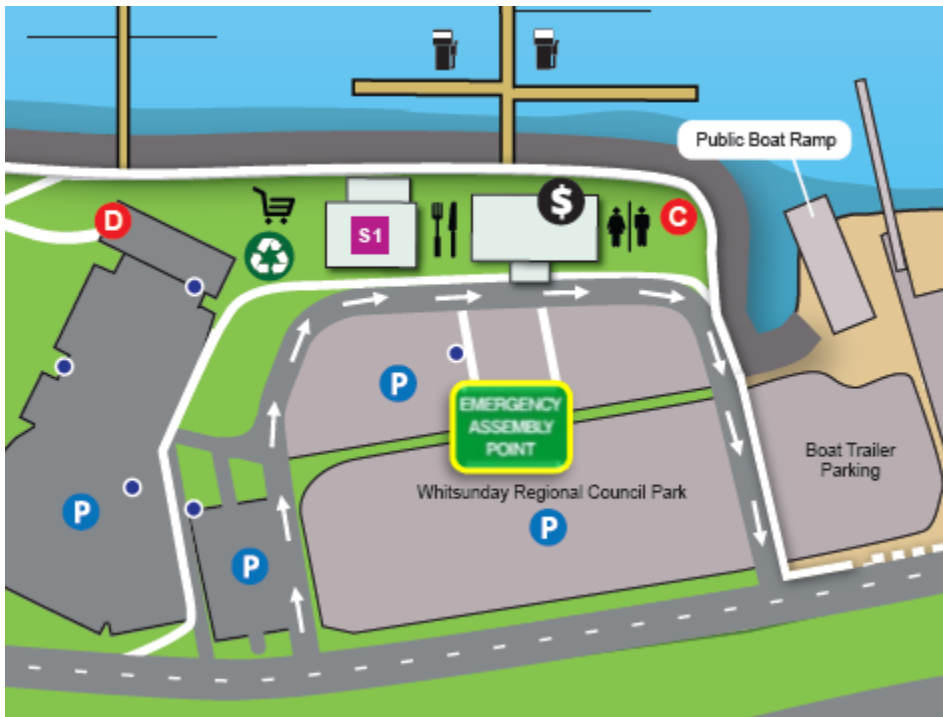 Public Boat Ramp
$
D
C
S1
P
EMERGENCY
ASSEMBLY
POINT
Boat Trailer
Parking
Whitsunday Regional Council Park
P
P
P